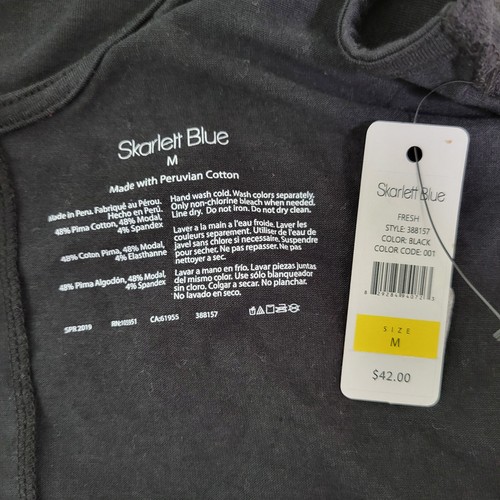 Skarlett Blue
M
Made with Peruvian Cotton
Made in Peru. Fabriqué au Pérou.
Hecho en Perú.
48% Pima Cotton, 48% Modal,
4% Spandex
48% Coton Pima, 48% Modal,
4% Elasthanne
48% Pima Algodón, 48% Modal,
4% Spandex
Hand wash cold. Wash colors separately.
Only non-chlorine bleach when needed.
Line dry. Do not iron. Do not dry clean.
Laver a la main a l'eau froide. Laver les
couleurs separement. Utiliser de l'eau de
javel sans chlore si necessaire. Suspendre
pour sécher. Ne pas repasser. Ne pas
nettoyer a sec.
Lavar a mano en frío. Lavar piezas juntas
del mismo color. Use sólo blanqueador
sin cloro. Colgar a secar. No planchar.
No lavado en seco.
SPR 2019 CA:61955 388157
Skarlett Blue
FRESH
STYLE: 388157
COLOR: BLACK
COLOR CODE: 001
SIZE
M
$42.00